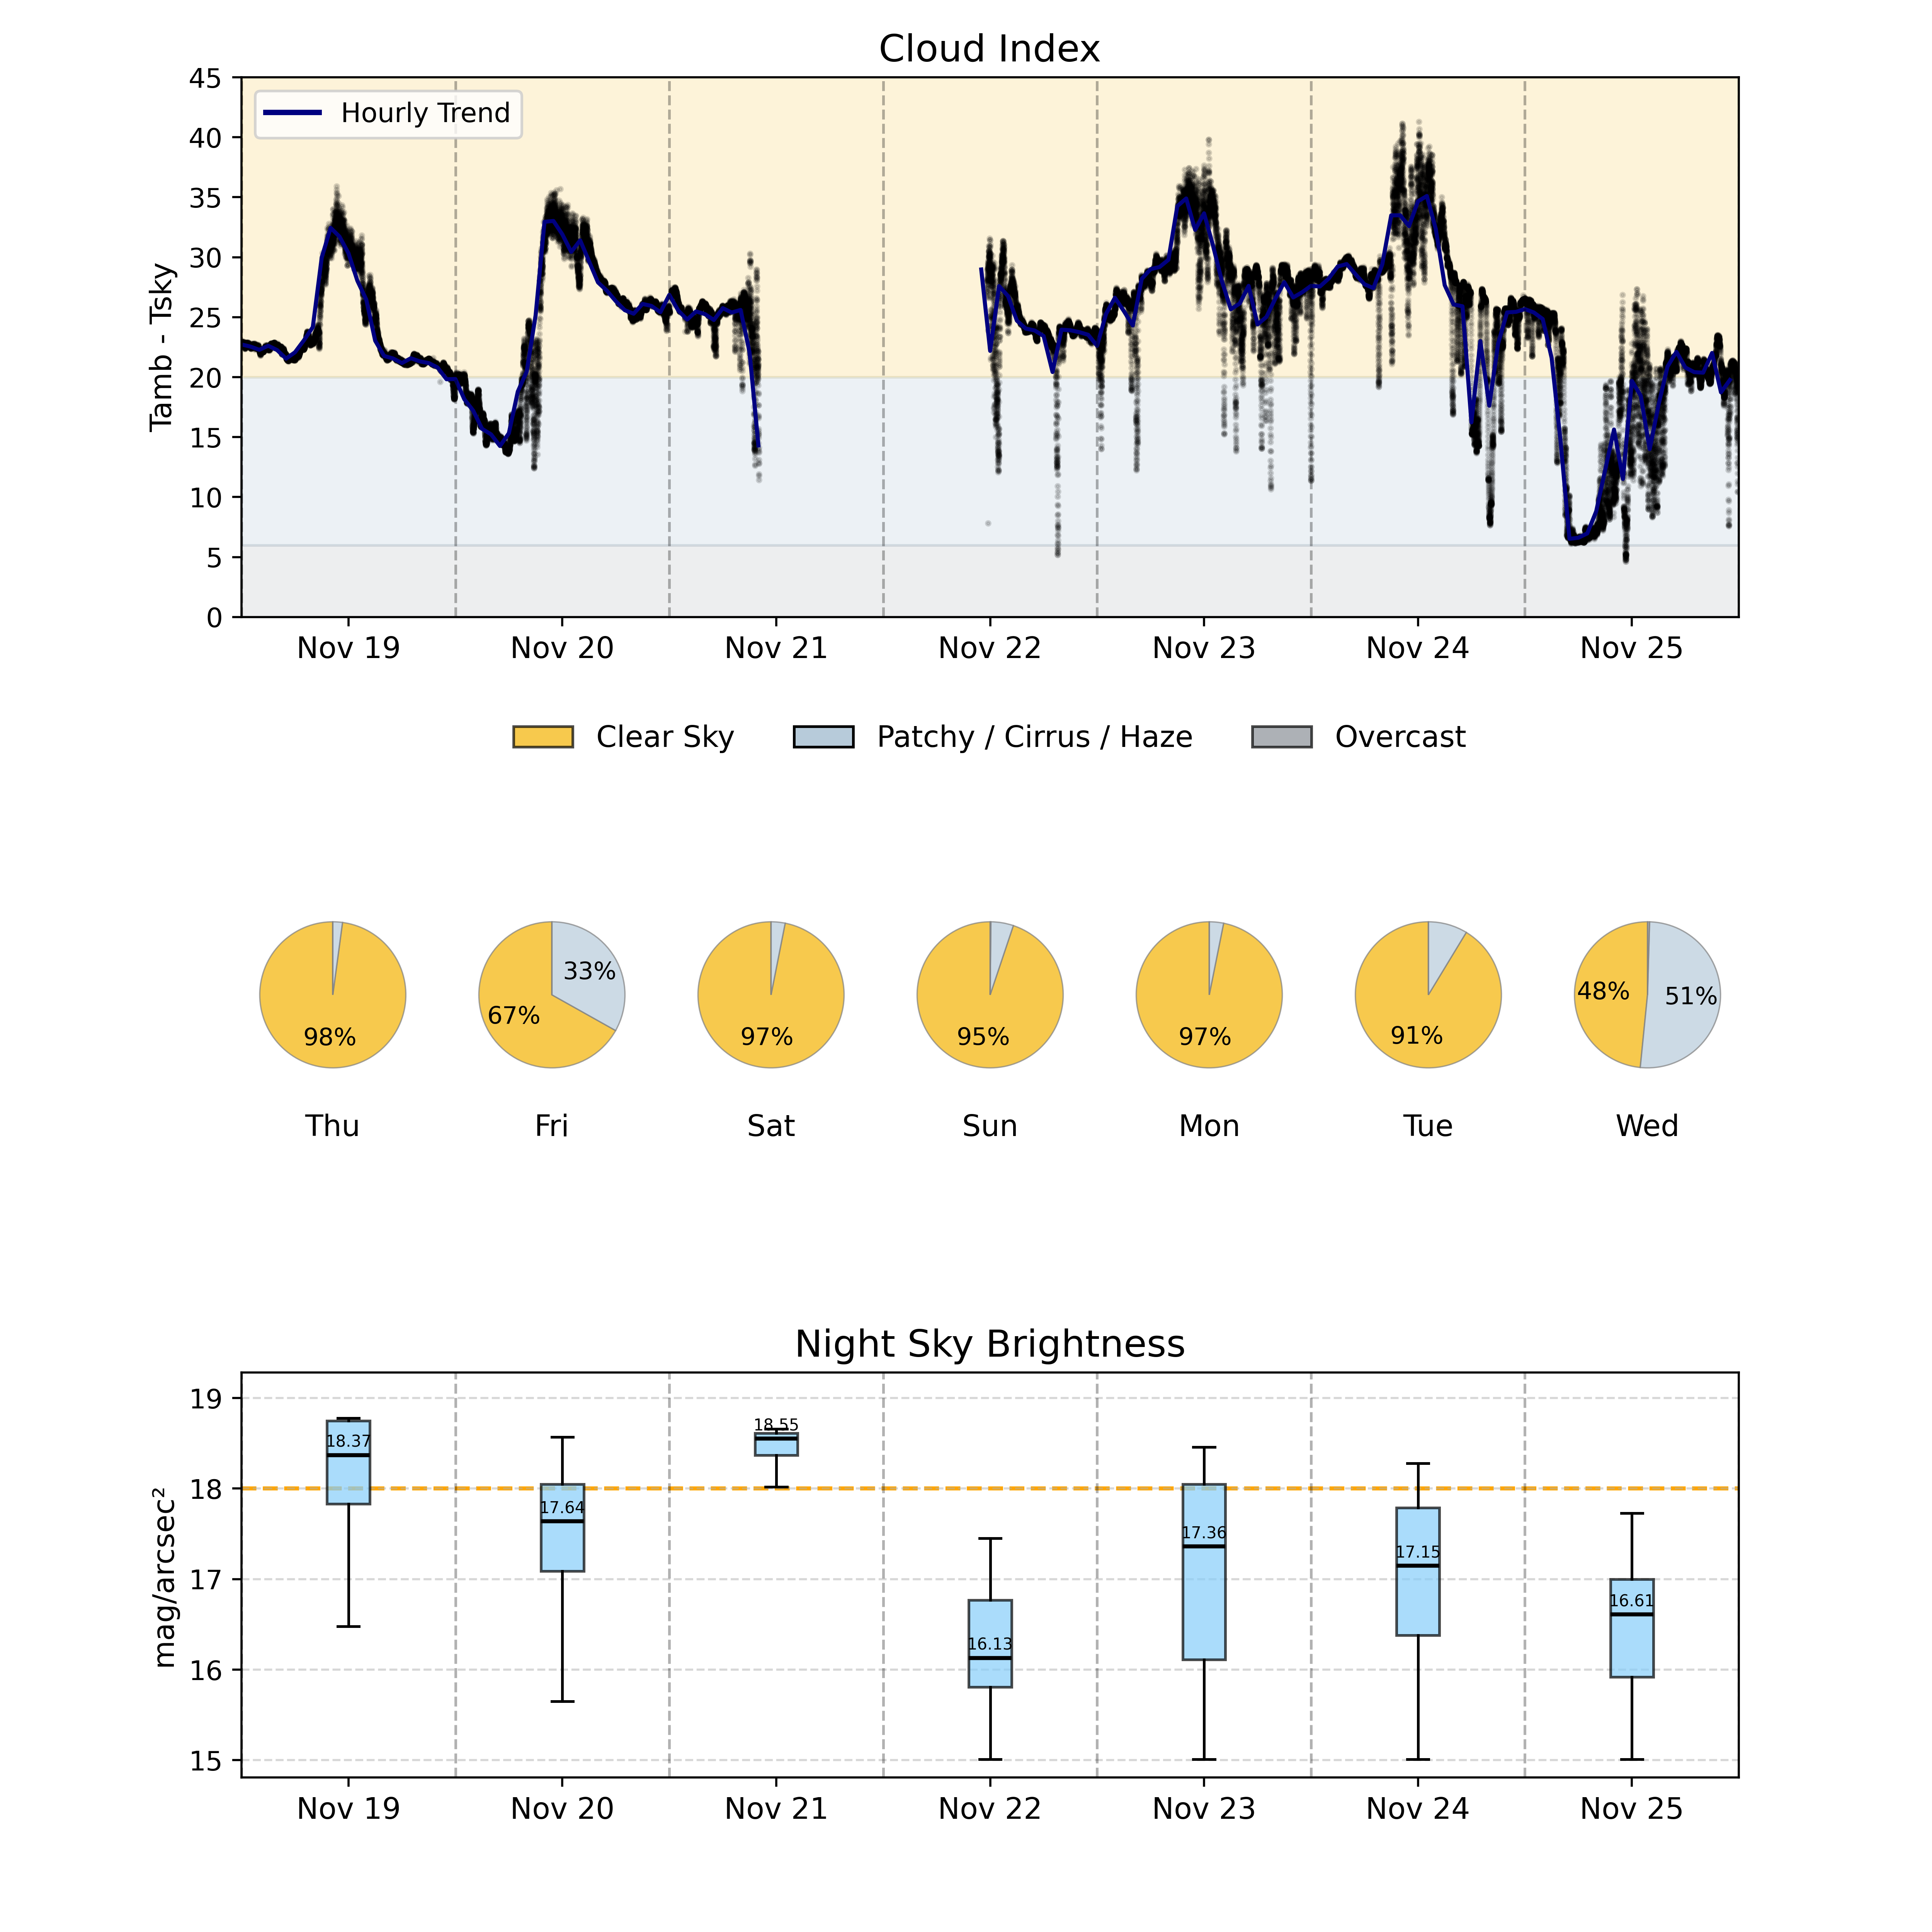 Cloud Index
45
40
35
30
25
20
15
10
5
0
Tamb - Tsky
Hourly Trend
Nov 19 Nov 20 Nov 21 Nov 22 Nov 23 Nov 24 Nov 25
Clear Sky Patchy / Cirrus / Haze Overcast
98% 67% 33% 97% 95% 97% 91% 48% 51%
Thu Fri Sat Sun Mon Tue Wed
Night Sky Brightness
19
18
17
16
15
mag/arcsec²
18.37 17.64 18.55 16.13 17.36 17.15 16.61
Nov 19 Nov 20 Nov 21 Nov 22 Nov 23 Nov 24 Nov 25